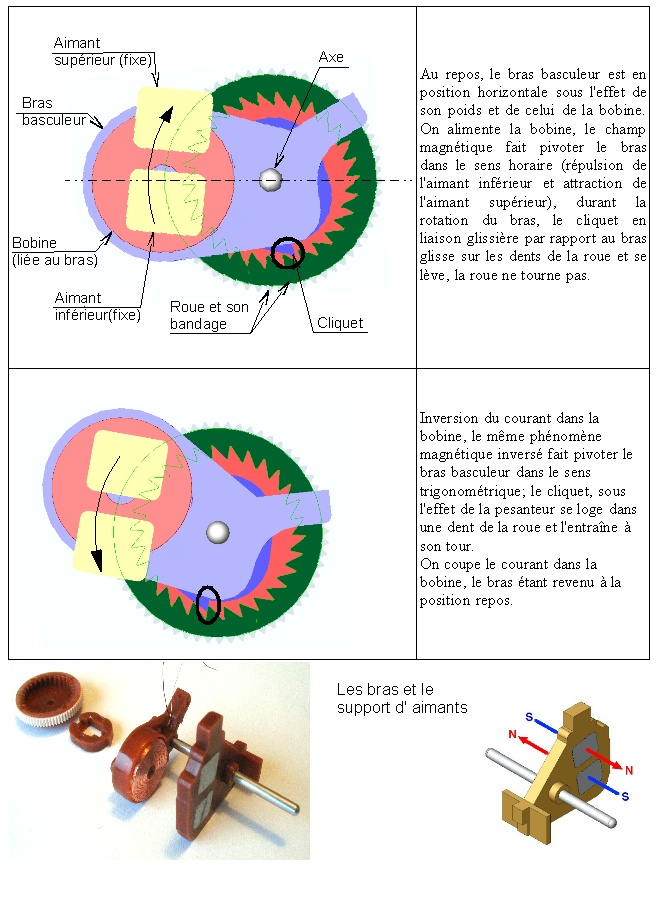 Aimant
supérieur (fixe)
Axe
Bras
basculeur
Bobine
(liée au bras)
Aimant
inférieur(fixe)
Roue et son
bandage
Cliquet
Au repos, le bras basculeur est en
position horizontale sous l'effet de
son poids et de celui de la bobine.
On alimente la bobine, le champ
magnétique fait pivoter le bras
dans le sens horaire (répulsion de
l'aimant inférieur et attraction de
l'aimant supérieur), durant la
rotation du bras, le cliquet en
liaison glissière par rapport au bras
glisse sur les dents de la roue et se
lève, la roue ne tourne pas.
Inversion du courant dans la
bobine, le même phénomène
magnétique inversé fait pivoter le
bras basculeur dans le sens
trigonométrique; le cliquet, sous
l'effet de la pesanteur se loge dans
une dent de la roue et l'entraîne à
son tour.
On coupe le courant dans la
bobine, le bras étant revenu à la
position repos.
Les bras et le
support d' aimants
S
N
N
S